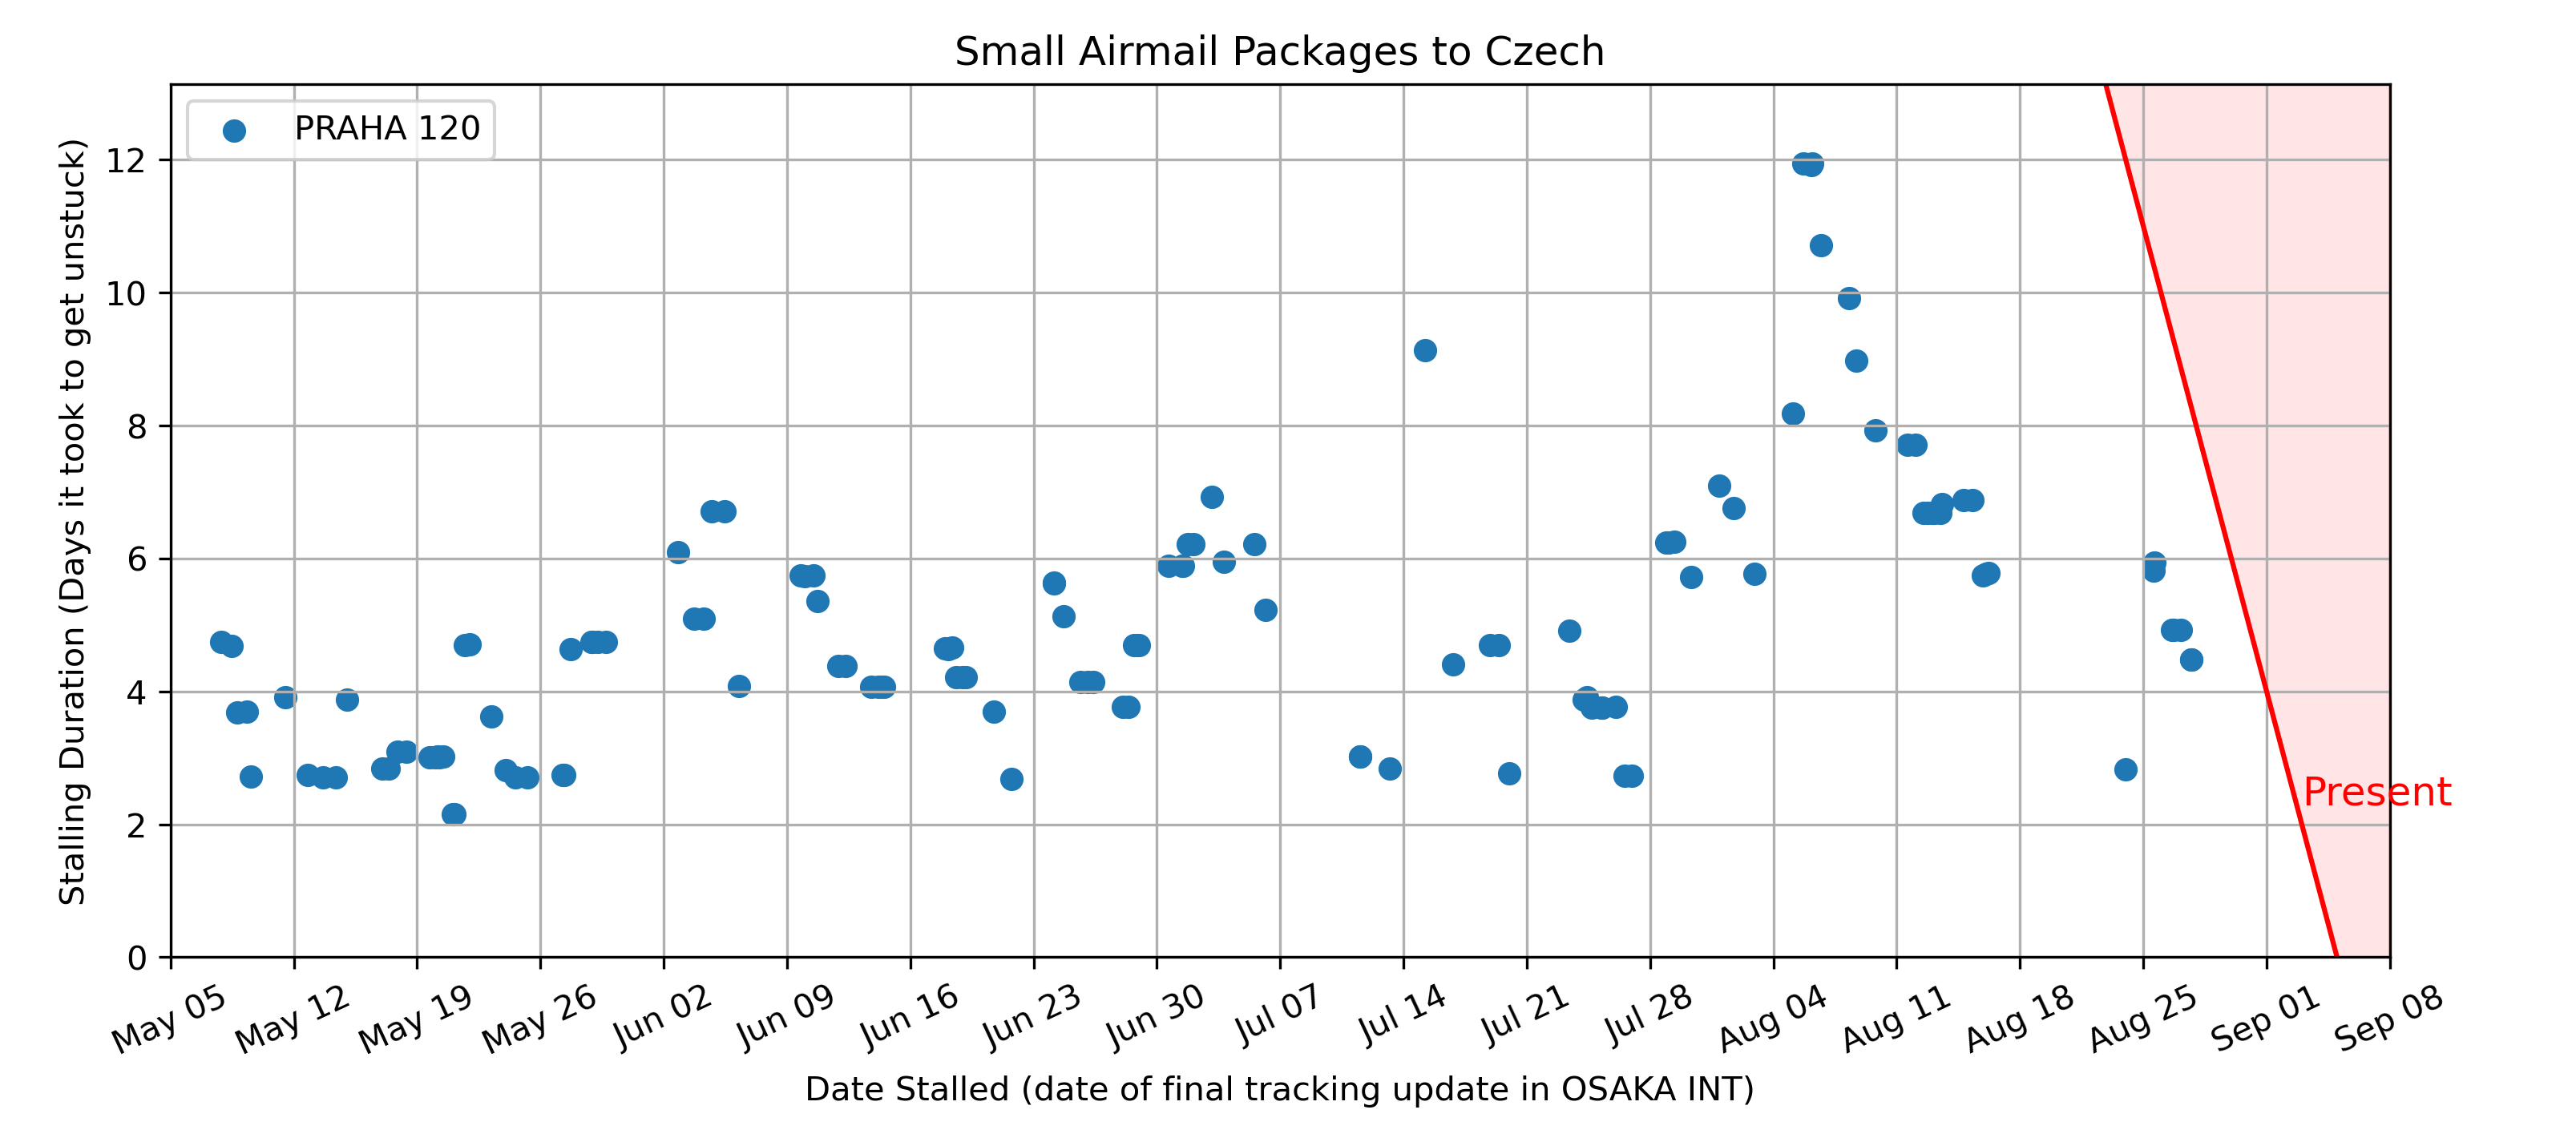 Small Airmail Packages to Czech
PRAHA 120
Stalling Duration (Days it took to get unstuck)
12
10
8
6
4
2
0
Present
May 05
May 12
May 19
May 26
Jun 02
Jun 09
Jun 16
Jun 23
Jun 30
Jul 07
Jul 14
Jul 21
Jul 28
Aug 04
Aug 11
Aug 18
Aug 25
Sep 01
Sep 08
Date Stalled (date of final tracking update in OSAKA INT)